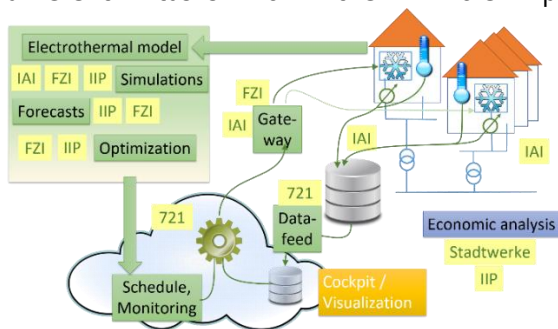 Electrothermal model
IAI FZI IIP Simulations
Forecasts IIP FZI
FZI IIP Optimization
FZI
IAI
Gate-
way
IAI
IAI
721
721
Data-
feed
Schedule,
Monitoring
Cockpit /
Visualization
Economic analysis
Stadtwerke
IIP